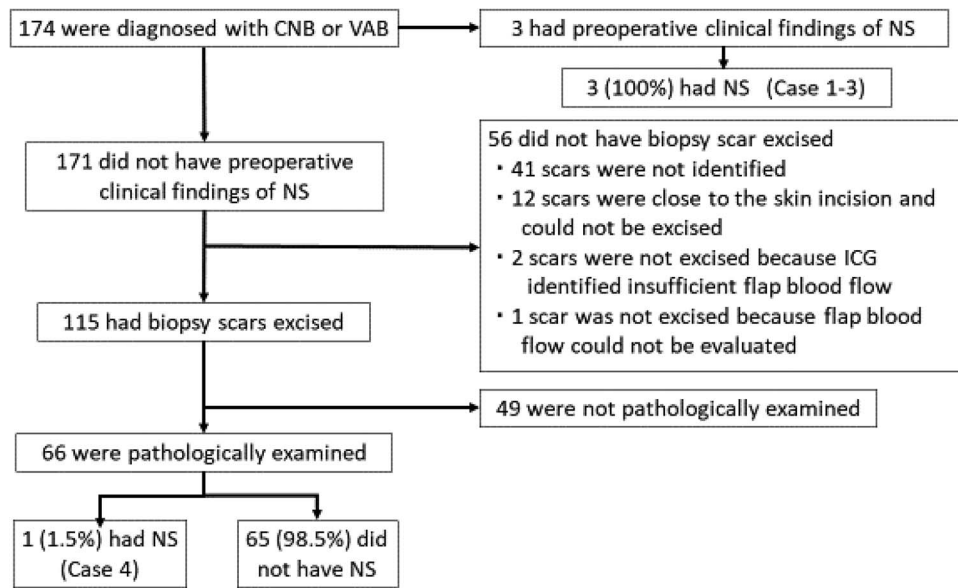 174 were diagnosed with CNB or VAB
3 had preoperative clinical findings of NS
3 (100%) had NS (Case 1-3)
171 did not have preoperative
clinical findings of NS
56 did not have biopsy scar excised
・41 scars were not identified
・12 scars were close to the skin incision and
could not be excised
・2 scars were not excised because ICG
identified insufficient flap blood flow
・1 scar was not excised because flap blood
flow could not be evaluated
115 had biopsy scars excised
49 were not pathologically examined
66 were pathologically examined
1 (1.5%) had NS
(Case 4)
65 (98.5%) did
not have NS